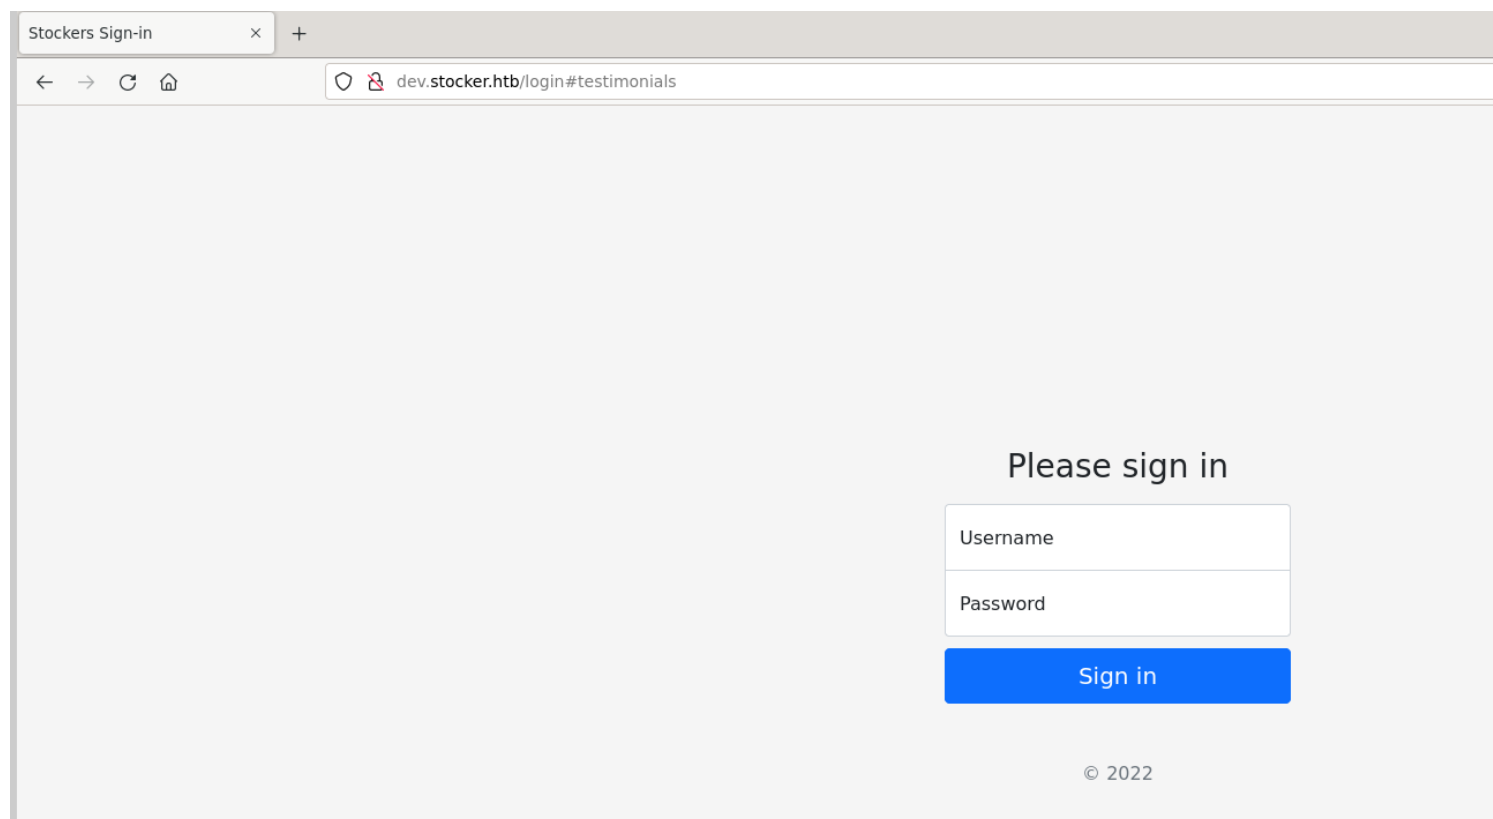 Stockers Sign-in
dev.stocker.htb/login#testimonials
Please sign in
Username
Password
Sign in
© 2022